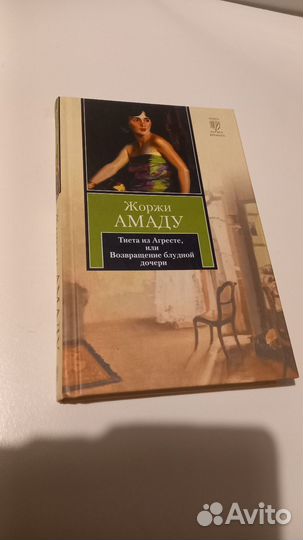 Жоржи
АМАДУ
Тиета из Агресте,
или
Возвращение блудной
дочери
Avito